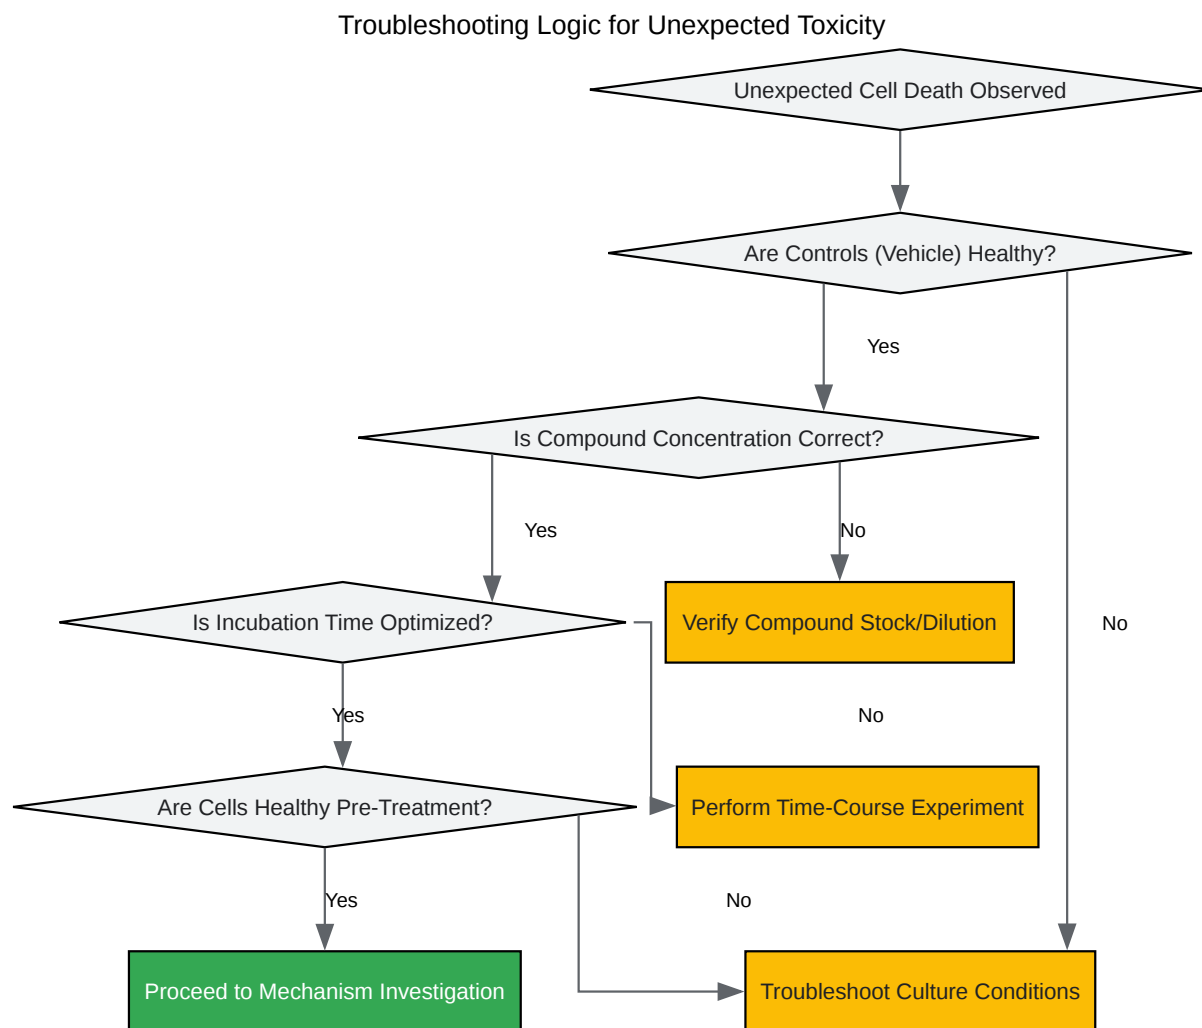 Troubleshooting Logic for Unexpected Toxicity
Unexpected Cell Death Observed
Are Controls (Vehicle) Healthy?
Yes
Is Compound Concentration Correct?
Yes
No
Is Incubation Time Optimized?
Verify Compound Stock/Dilution
No
Yes
No
Are Cells Healthy Pre-Treatment?
Perform Time-Course Experiment
Yes
No
Proceed to Mechanism Investigation
Troubleshoot Culture Conditions